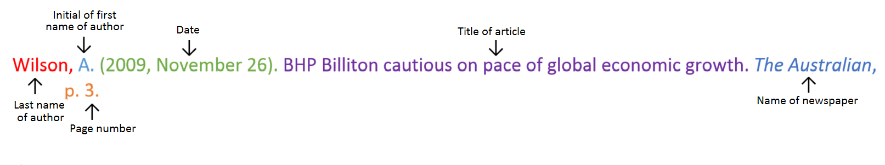 Initial of first
name of author
Date
Title of article
Wilson, A. (2009, November 26). BHP Billiton cautious on pace of global economic growth. The Australian,
p. 3.
Last name
of author
Page number
Name of newspaper